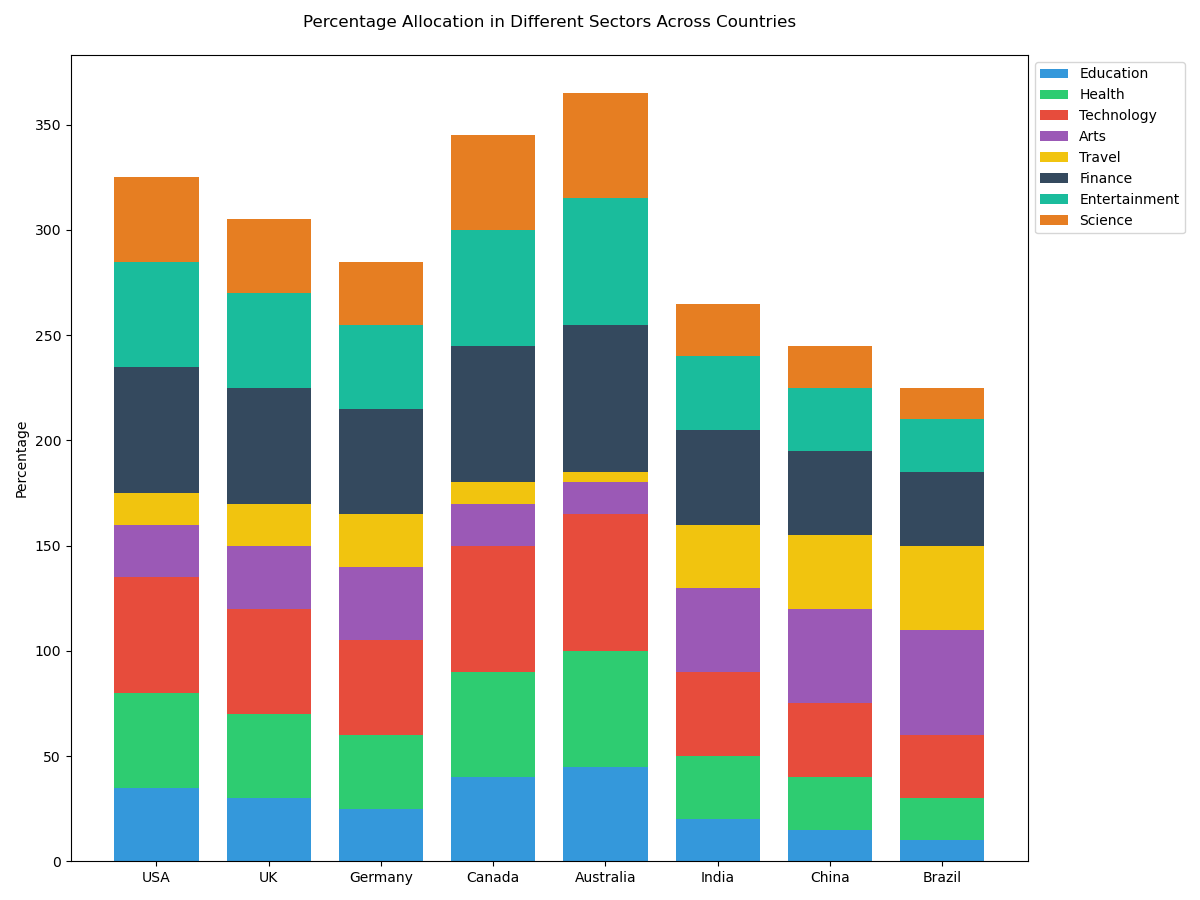 Percentage Allocation in Different Sectors Across Countries
Education
Health
Technology
Arts
Travel
Finance
Entertainment
Science
Percentage
350
300
250
200
150
100
50
0
USA UK Germany Canada Australia India China Brazil